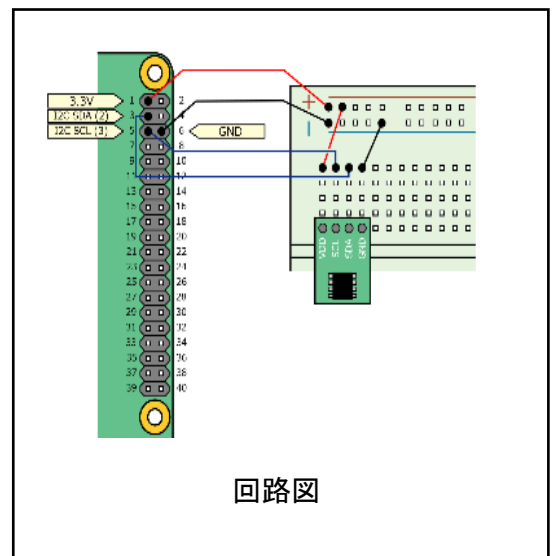 3.3V
I2C SDA (2)
I2C SCL (3)
GND
1 2
3 4
5 6
7 8
9 10
11 12
13 14
15 16
17 18
19 20
21 22
23 24
25 26
27 28
29 30
31 32
33 34
35 36
37 38
39 40
+
−
VDD
SCL
SDA
GND
回路図